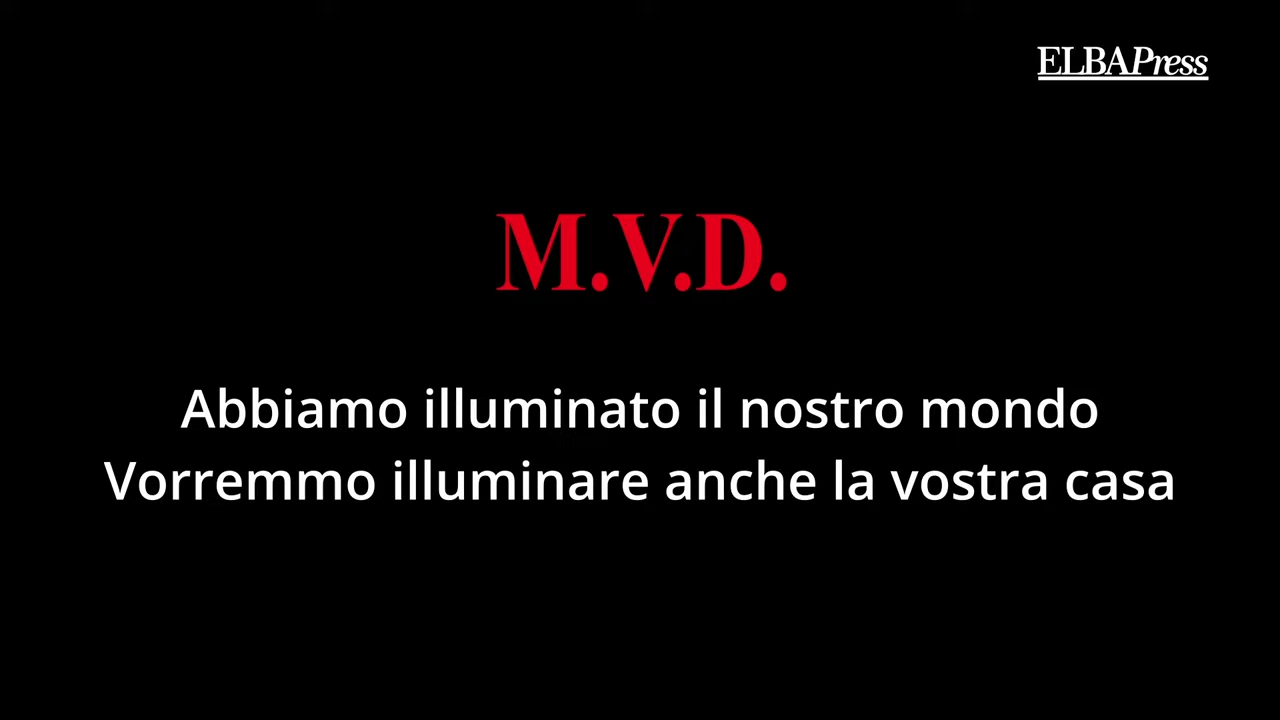 ELBAPress
M.V.D.
Abbiamo illuminato il nostro mondo
Vorremmo illuminare anche la vostra casa